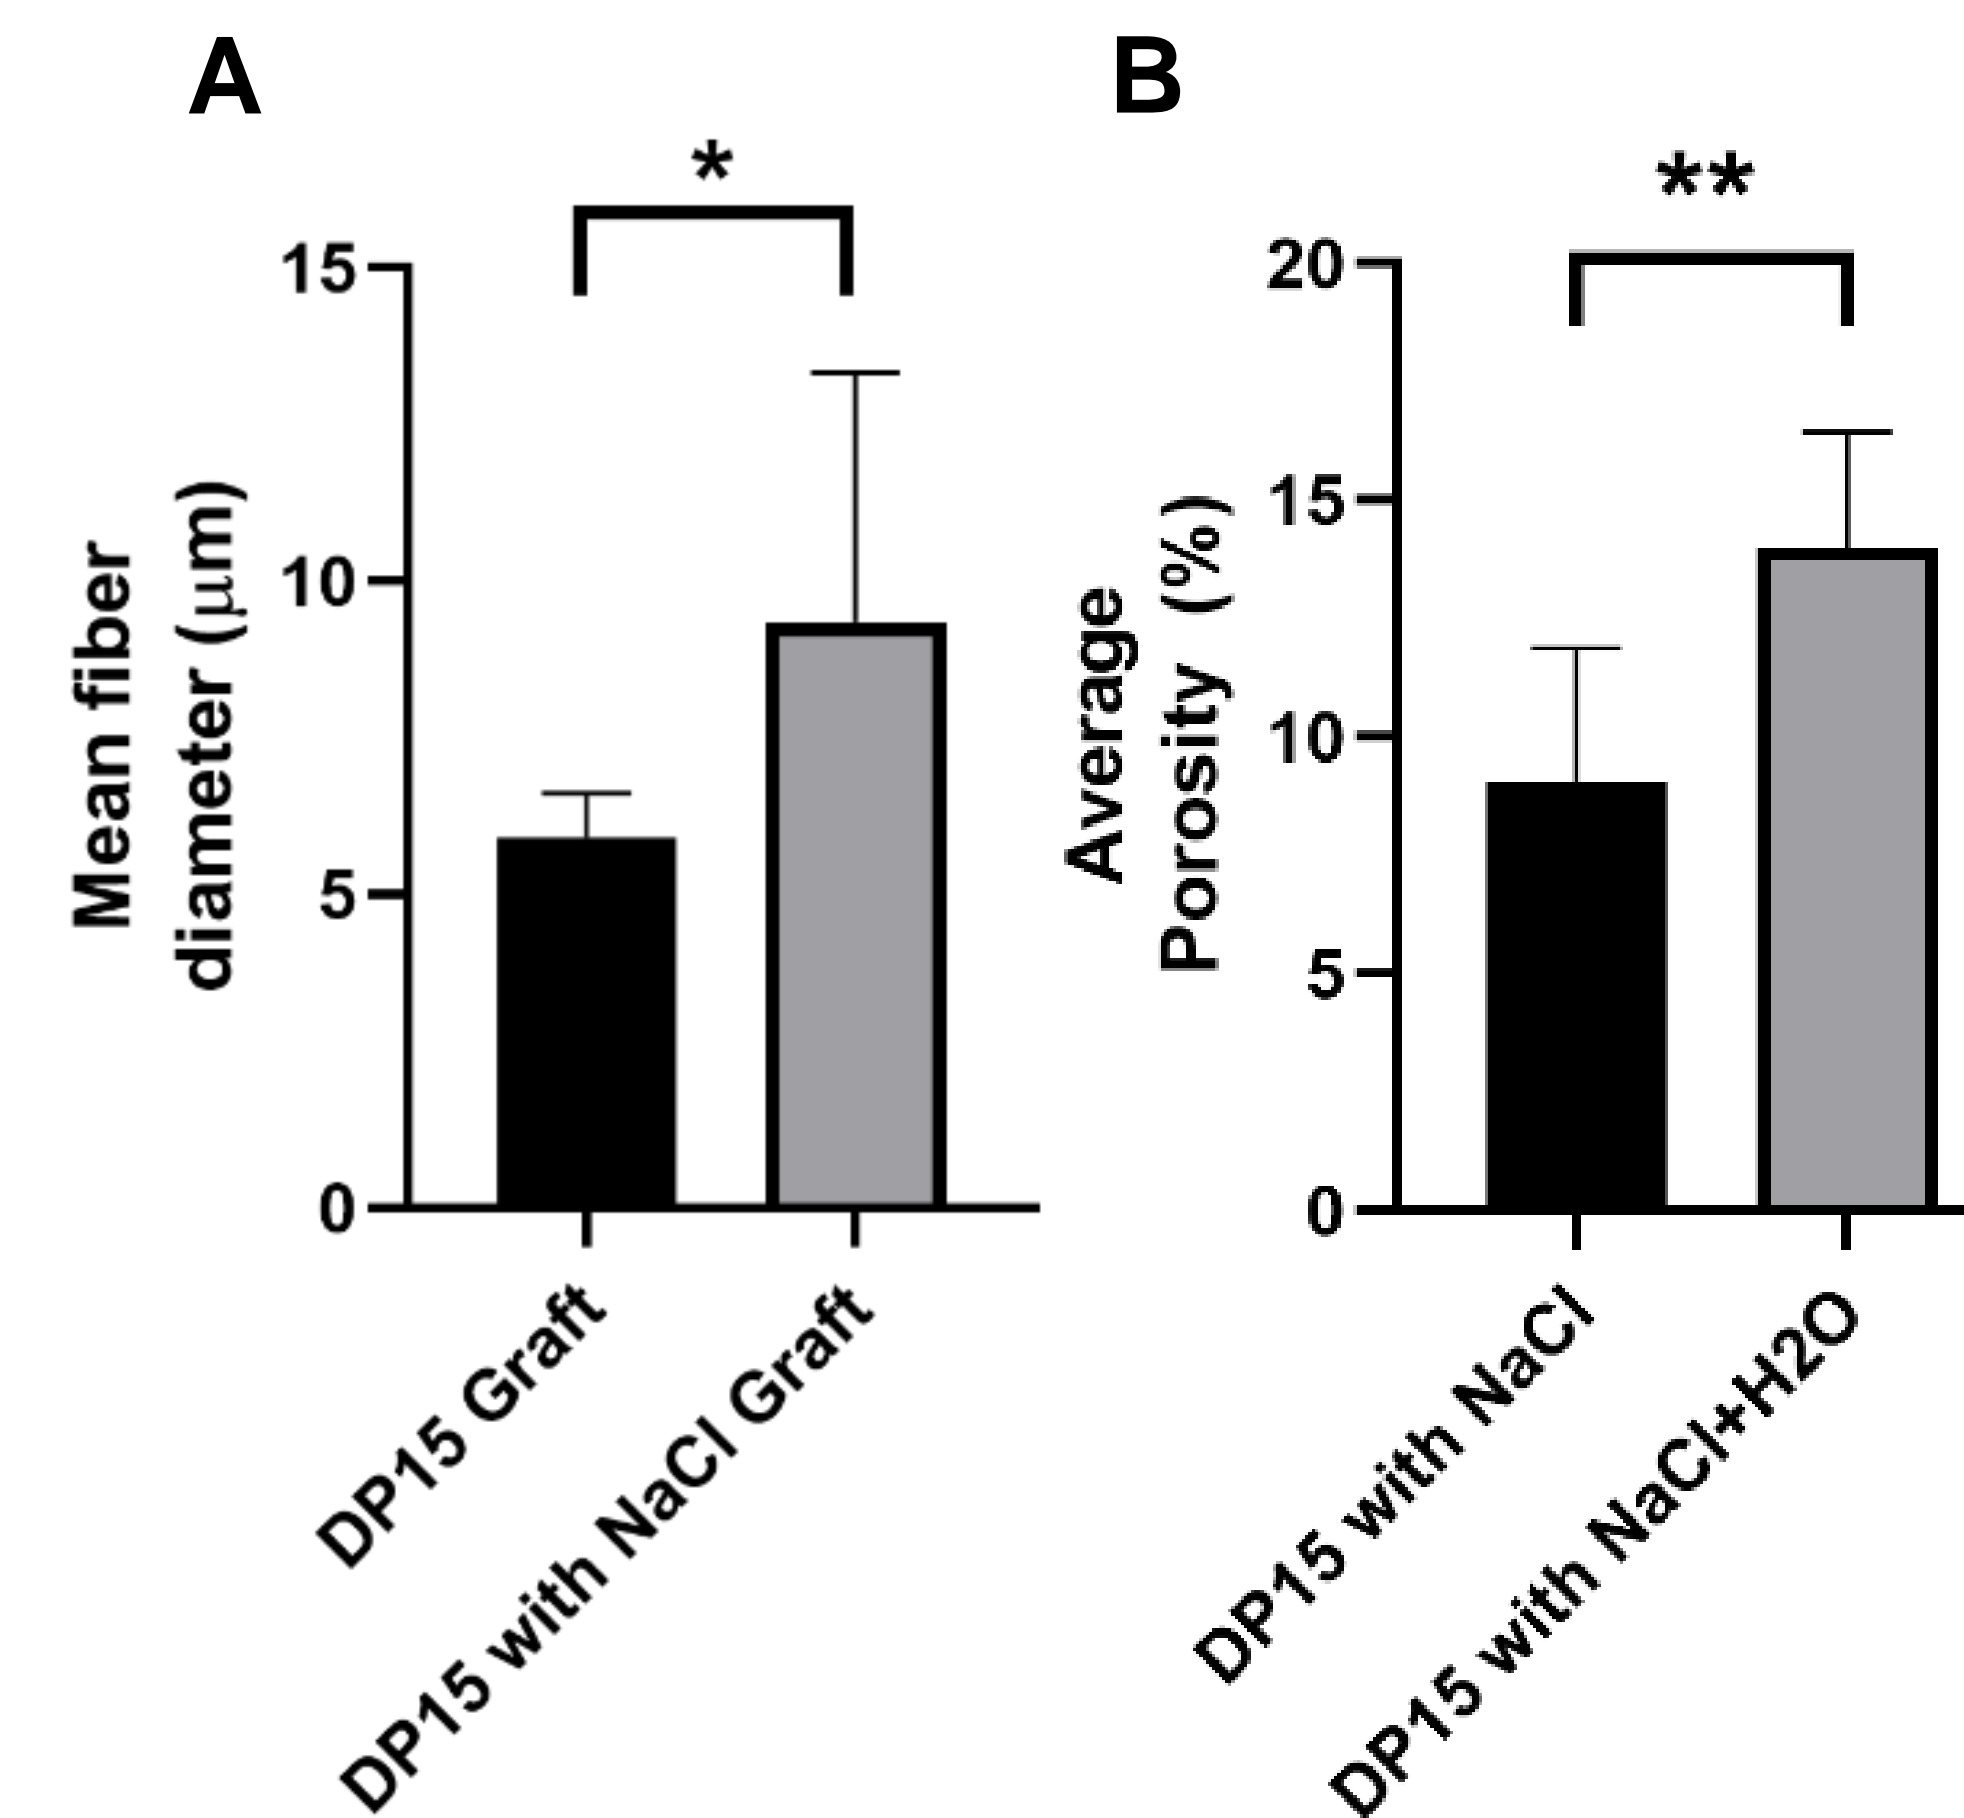 A
*
Mean fiber
diameter (μm)
15
10
5
0
DP15 Graft
DP15 with NaCl Graft
B
**
Average
Porosity (%)
20
15
10
5
0
DP15 with NaCl
DP15 with NaCl+H2O